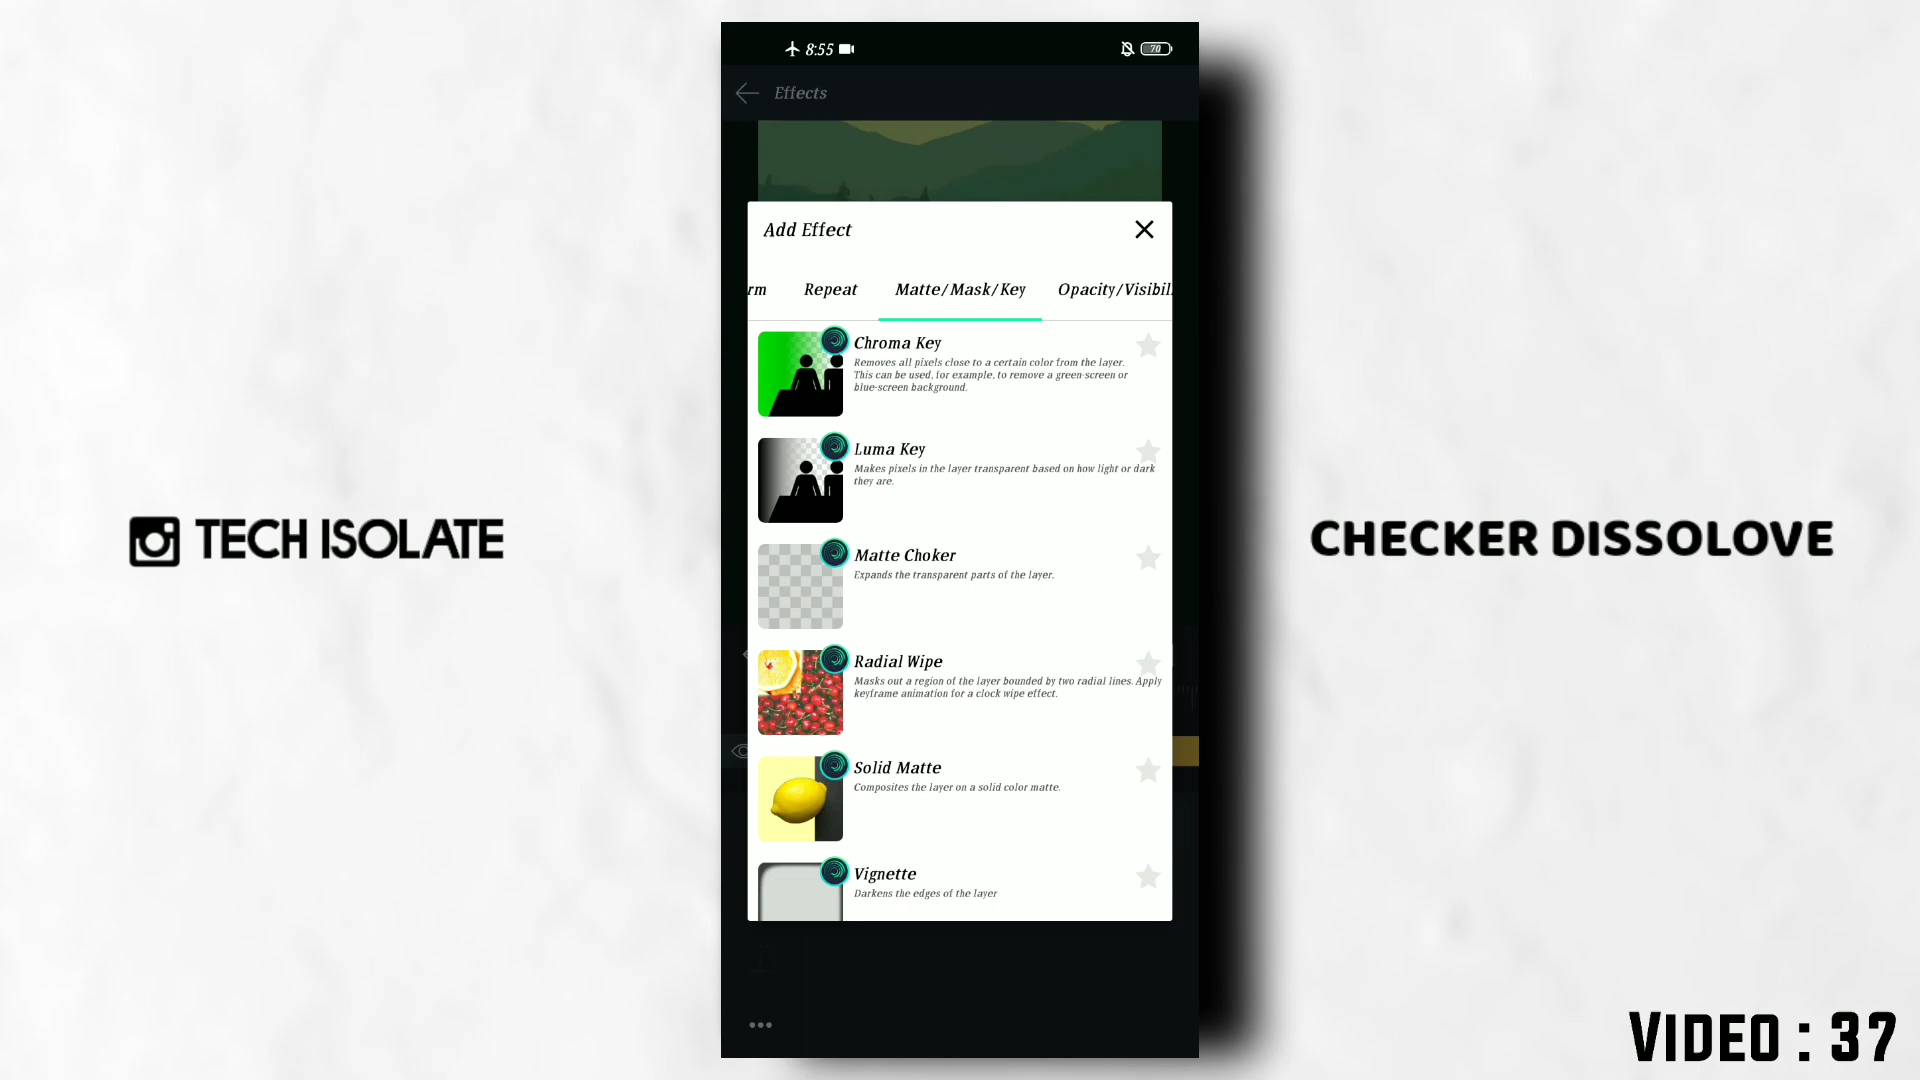 8:55
70
Effects
Add Effect
rm Repeat Matte/Mask/Key Opacity/Visibil
Chroma Key
Removes all pixels close to a certain color from the layer.
This can be used, for example, to remove a green-screen or
blue-screen background.
Luma Key
Makes pixels in the layer transparent based on how light or dark
they are.
Matte Choker
Expands the transparent parts of the layer.
Radial Wipe
Masks out a region of the layer bounded by two radial lines. Apply
keyframe animation for a clock wipe effect.
Solid Matte
Composites the layer on a solid color matte.
Vignette
Darkens the edges of the layer
TECH ISOLATE
CHECKER DISSOLOVE
VIDEO : 37